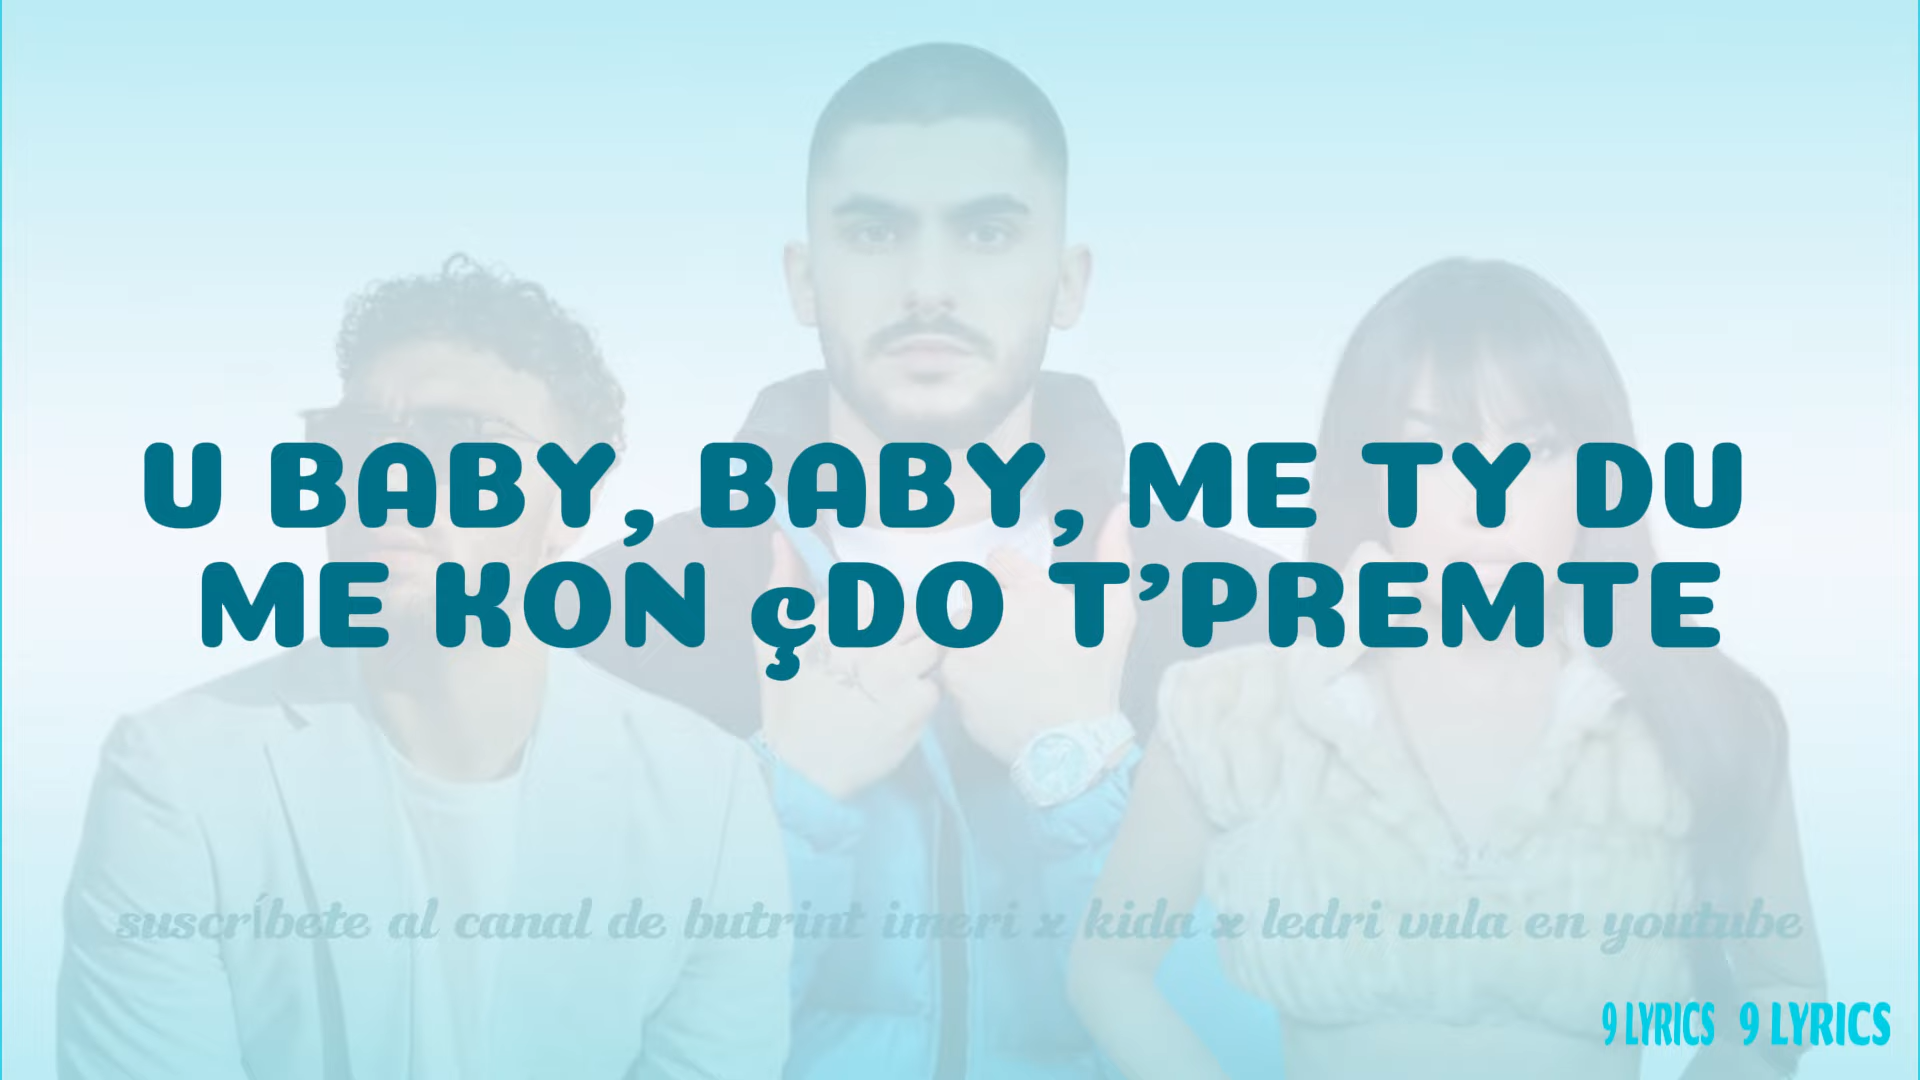 U BABY, BABY, ME TY DU
ME KON çDO T’PREMTE
suscríbete al canal de butrint imeri x kida x ledri vula en youtube
9 LYRICS 9 LYRICS